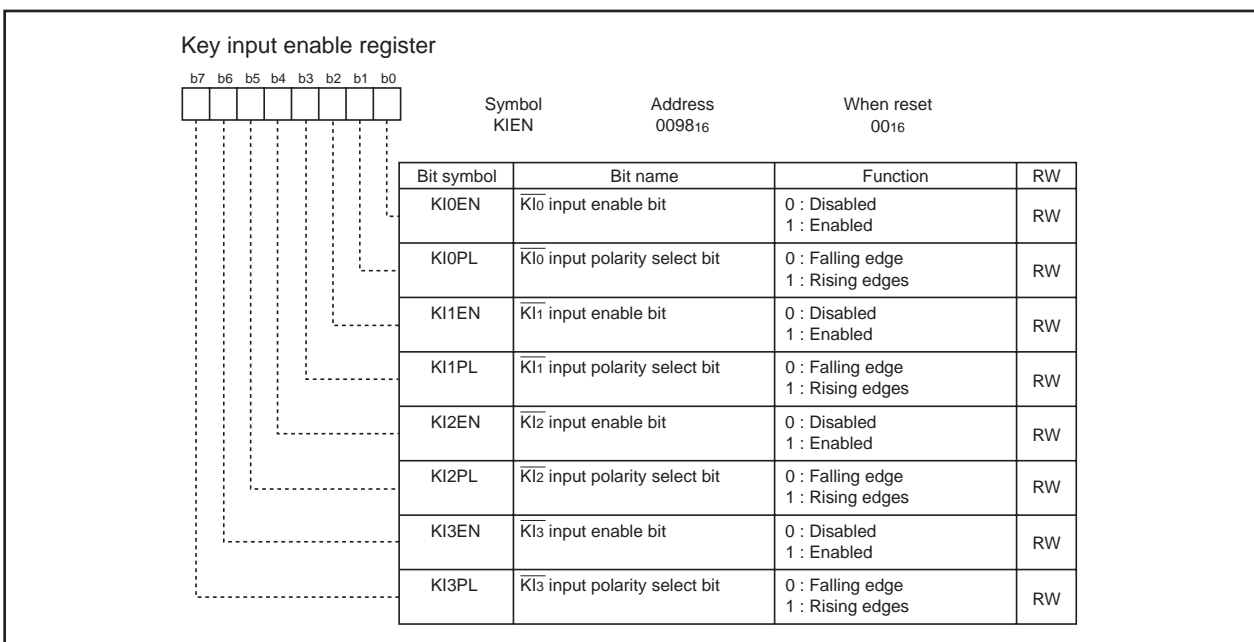 Key input enable register
b7 b6 b5 b4 b3 b2 b1 b0
Symbol Address When reset
KIEN 009816 0016
Bit symbol Bit name Function RW
KI0EN KI0 input enable bit 0 : Disabled
1 : Enabled RW
KI0PL KI0 input polarity select bit 0 : Falling edge
1 : Rising edges RW
KI1EN KI1 input enable bit 0 : Disabled
1 : Enabled RW
KI1PL KI1 input polarity select bit 0 : Falling edge
1 : Rising edges RW
KI2EN KI2 input enable bit 0 : Disabled
1 : Enabled RW
KI2PL KI2 input polarity select bit 0 : Falling edge
1 : Rising edges RW
KI3EN KI3 input enable bit 0 : Disabled
1 : Enabled RW
KI3PL KI3 input polarity select bit 0 : Falling edge
1 : Rising edges RW